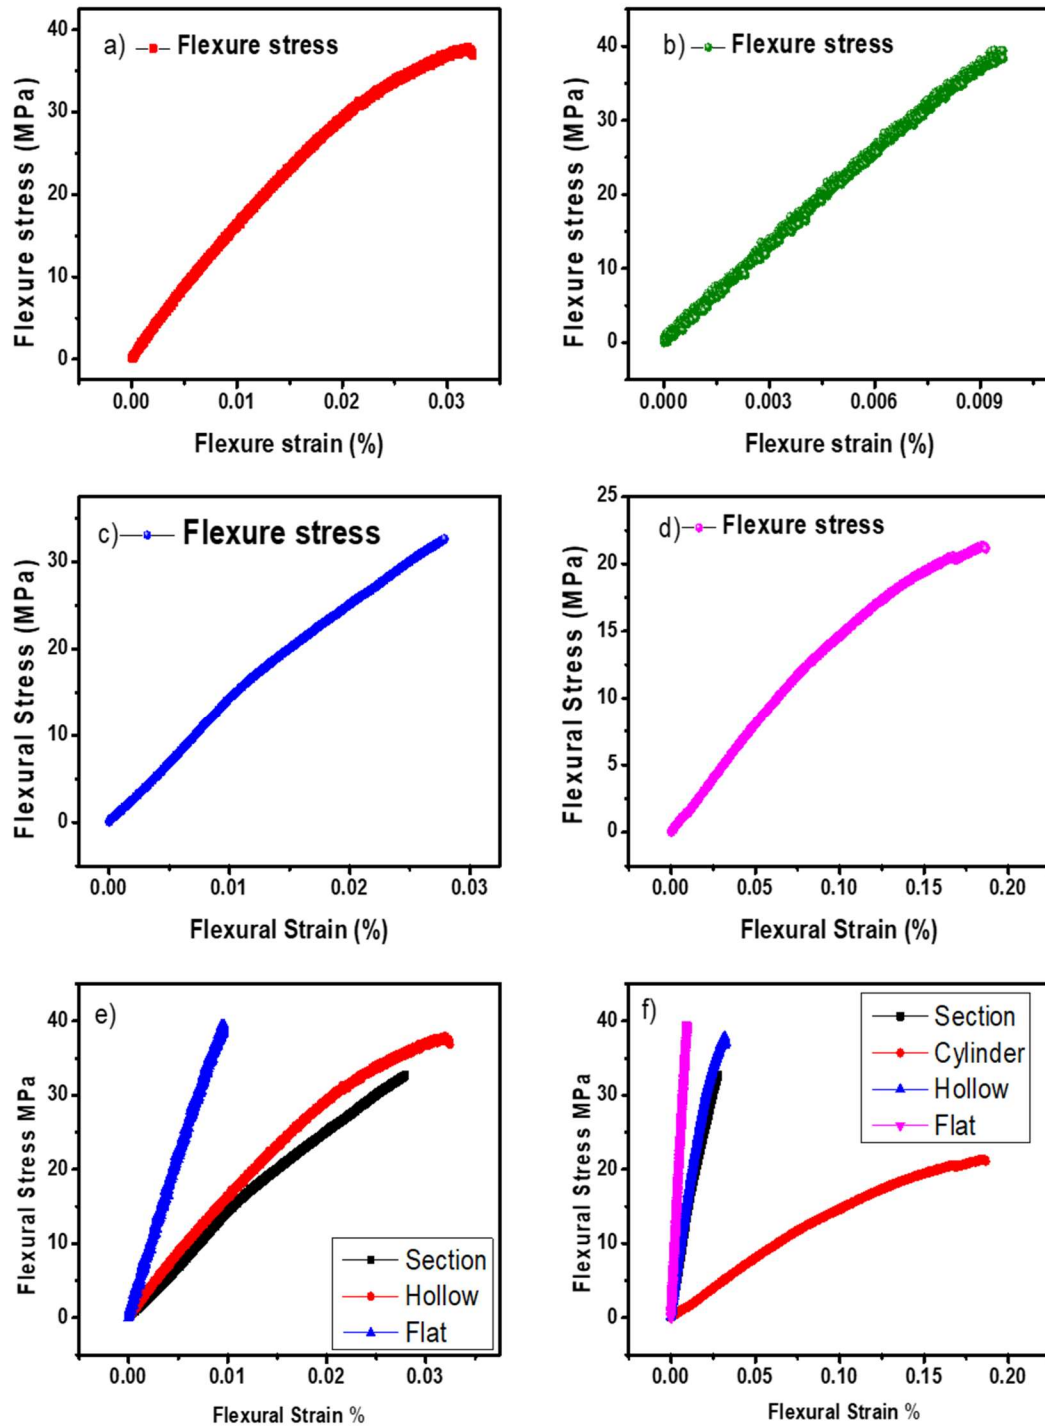 a) Flexure stress
Flexure stress (MPa)
40
30
20
10
0
0.00 0.01 0.02 0.03
Flexure strain (%)
b) Flexure stress
Flexure stress (MPa)
40
30
20
10
0
0.000 0.003 0.006 0.009
Flexure strain (%)
c) Flexure stress
Flexural Stress (MPa)
30
20
10
0
0.00 0.01 0.02 0.03
Flexural Strain (%)
d) Flexure stress
Flexural Stress (MPa)
25
20
15
10
5
0
0.00 0.05 0.10 0.15 0.20
Flexural Strain (%)
e)
Flexural Stress MPa
40
30
20
10
0
Section
Hollow
Flat
0.00 0.01 0.02 0.03
Flexural Strain %
f)
Flexural Stress MPa
40
30
20
10
0
Section
Cylinder
Hollow
Flat
0.00 0.05 0.10 0.15 0.20
Flexural Strain %